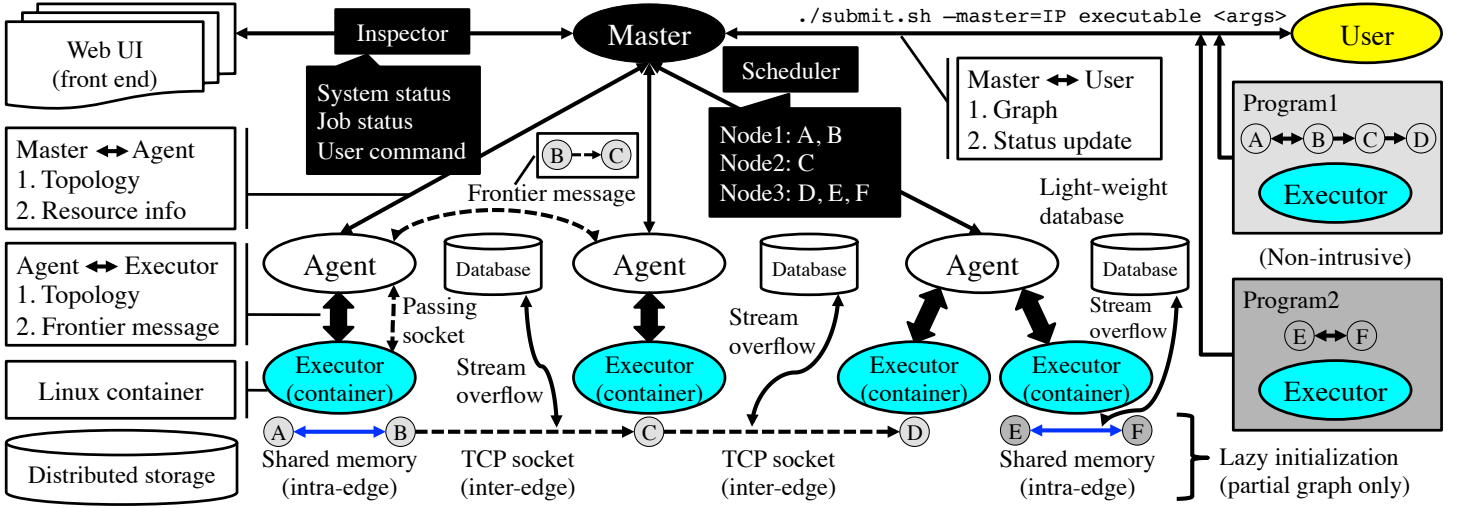 Web UI
(front end)
Inspector
Master
./submit.sh –master=IP executable <args>
User
System status
Job status
User command
Scheduler
Node1: A, B
Node2: C
Node3: D, E, F
Master User
1. Graph
2. Status update
Program1
A B C D
Executor
(Non-intrusive)
Program2
E F
Executor
Master Agent
1. Topology
2. Resource info
B C
Frontier message
Light-weight
database
Agent
Database
Agent
Database
Agent
Database
Agent Executor
1. Topology
2. Frontier message
Passing
socket
Stream
overflow
Stream
overflow
Stream
overflow
Linux container
Executor
(container)
Executor
(container)
Executor
(container)
Executor
(container)
A B C D E F
Distributed storage
Shared memory
(intra-edge)
TCP socket
(inter-edge)
TCP socket
(inter-edge)
Shared memory
(intra-edge)
Lazy initialization
(partial graph only)